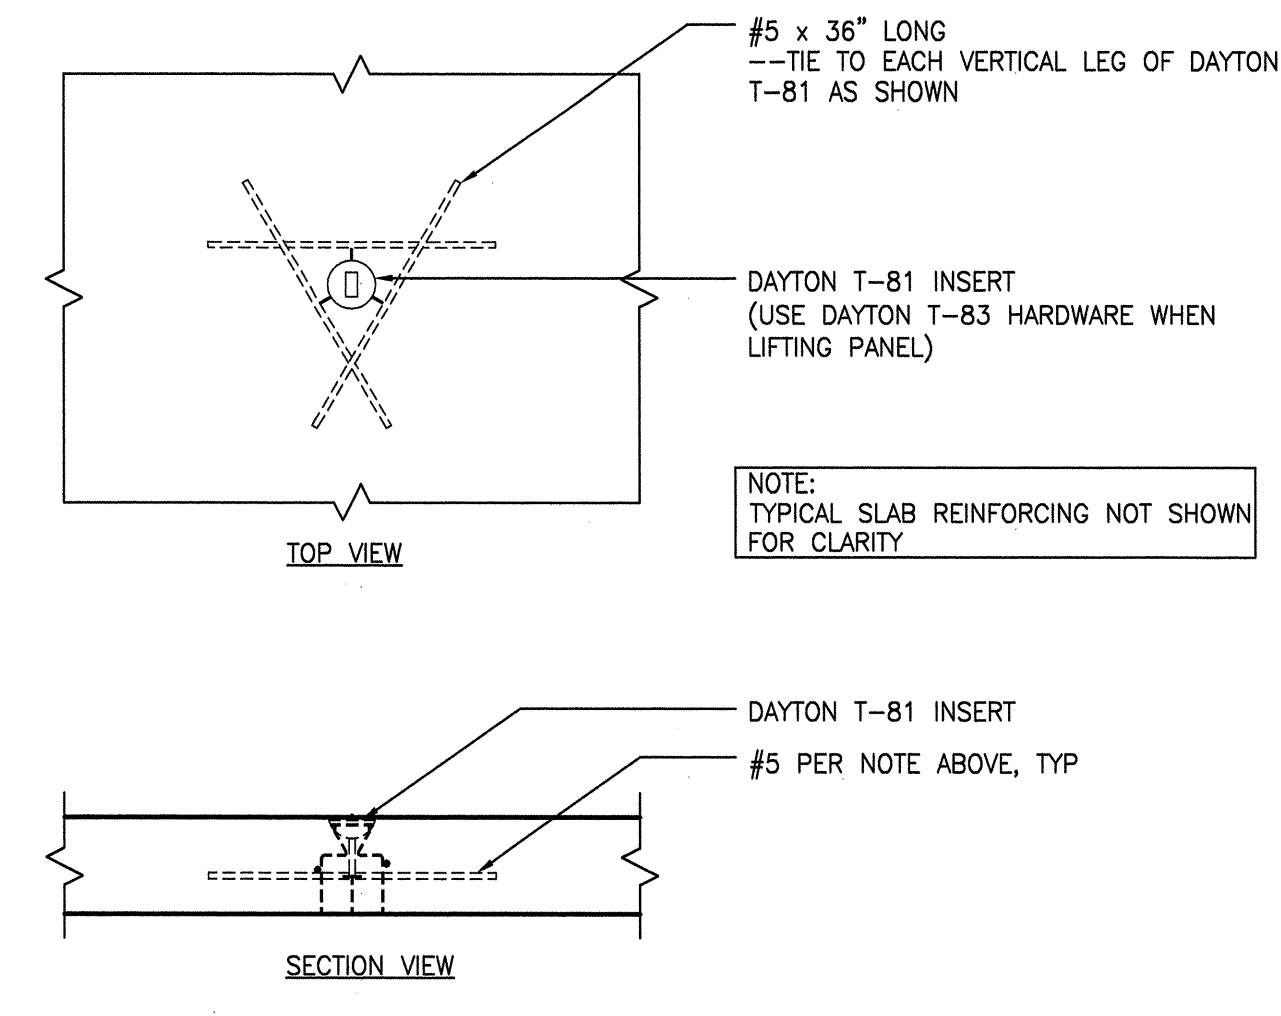 #5 x 36" LONG
--TIE TO EACH VERTICAL LEG OF DAYTON
T-81 AS SHOWN
DAYTON T-81 INSERT
(USE DAYTON T-83 HARDWARE WHEN
LIFTING PANEL)
NOTE:
TYPICAL SLAB REINFORCING NOT SHOWN
FOR CLARITY
TOP VIEW
DAYTON T-81 INSERT
#5 PER NOTE ABOVE, TYP
SECTION VIEW